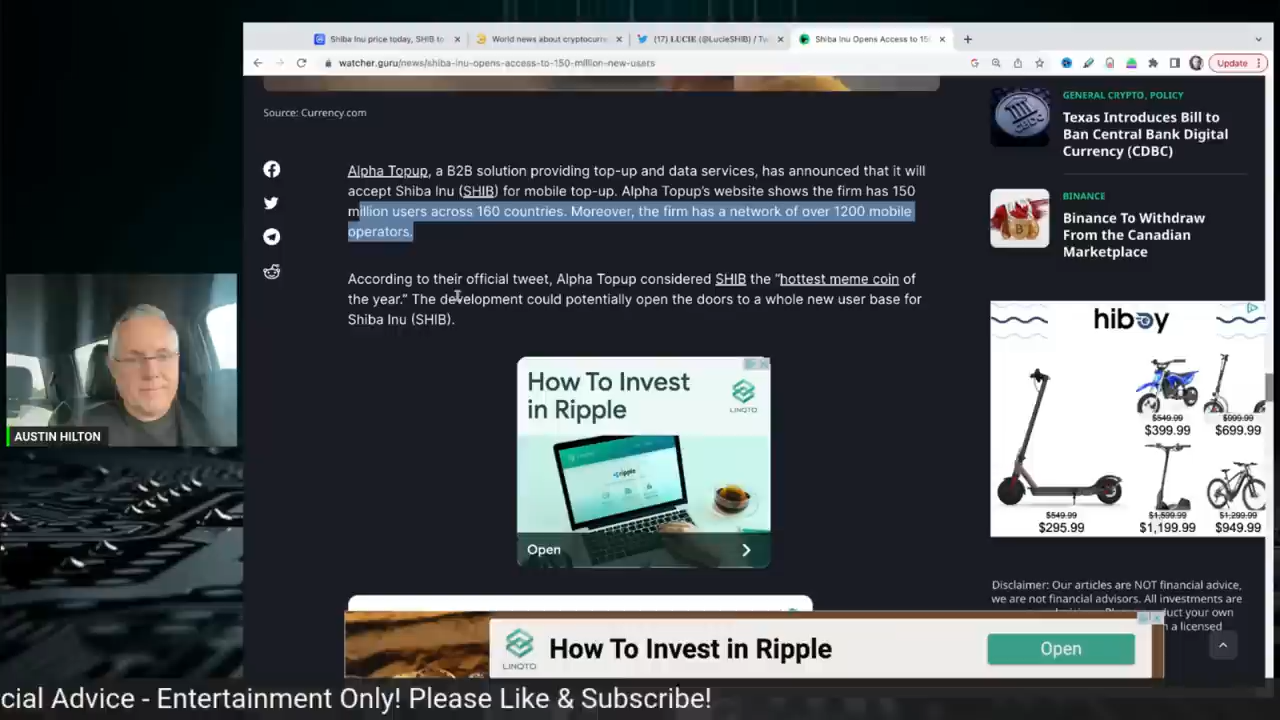 Shiba Inu price today, SHIB to
World news about cryptocurre
(17) LUCIE (@LucieSHIB) / Tw
Shiba Inu Opens Access to 15
watcher.guru/news/shiba-inu-opens-access-to-150-million-new-users
Update
Source: Currency.com
Alpha Topup, a B2B solution providing top-up and data services, has announced that it will
accept Shiba Inu (SHIB) for mobile top-up. Alpha Topup's website shows the firm has 150
million users across 160 countries. Moreover, the firm has a network of over 1200 mobile
operators.
According to their official tweet, Alpha Topup considered SHIB the “hottest meme coin of
the year.” The development could potentially open the doors to a whole new user base for
Shiba Inu (SHIB).
How To Invest
in Ripple
LINQTO
ripple
Open
GENERAL CRYPTO, POLICY
Texas Introduces Bill to
Ban Central Bank Digital
Currency (CDBC)
CBDC
BINANCE
Binance To Withdraw
From the Canadian
Marketplace
hiboy
$549.99
$399.99
$999.99
$699.99
$549.99
$295.99
$1,599.99
$1,199.99
$1,299.99
$949.99
Disclaimer: Our articles are NOT financial advice,
we are not financial advisors. All investments are
duct your own
n a licensed
LINQTO
How To Invest in Ripple
Open
AUSTIN HILTON
cial Advice - Entertainment Only! Please Like & Subscribe!